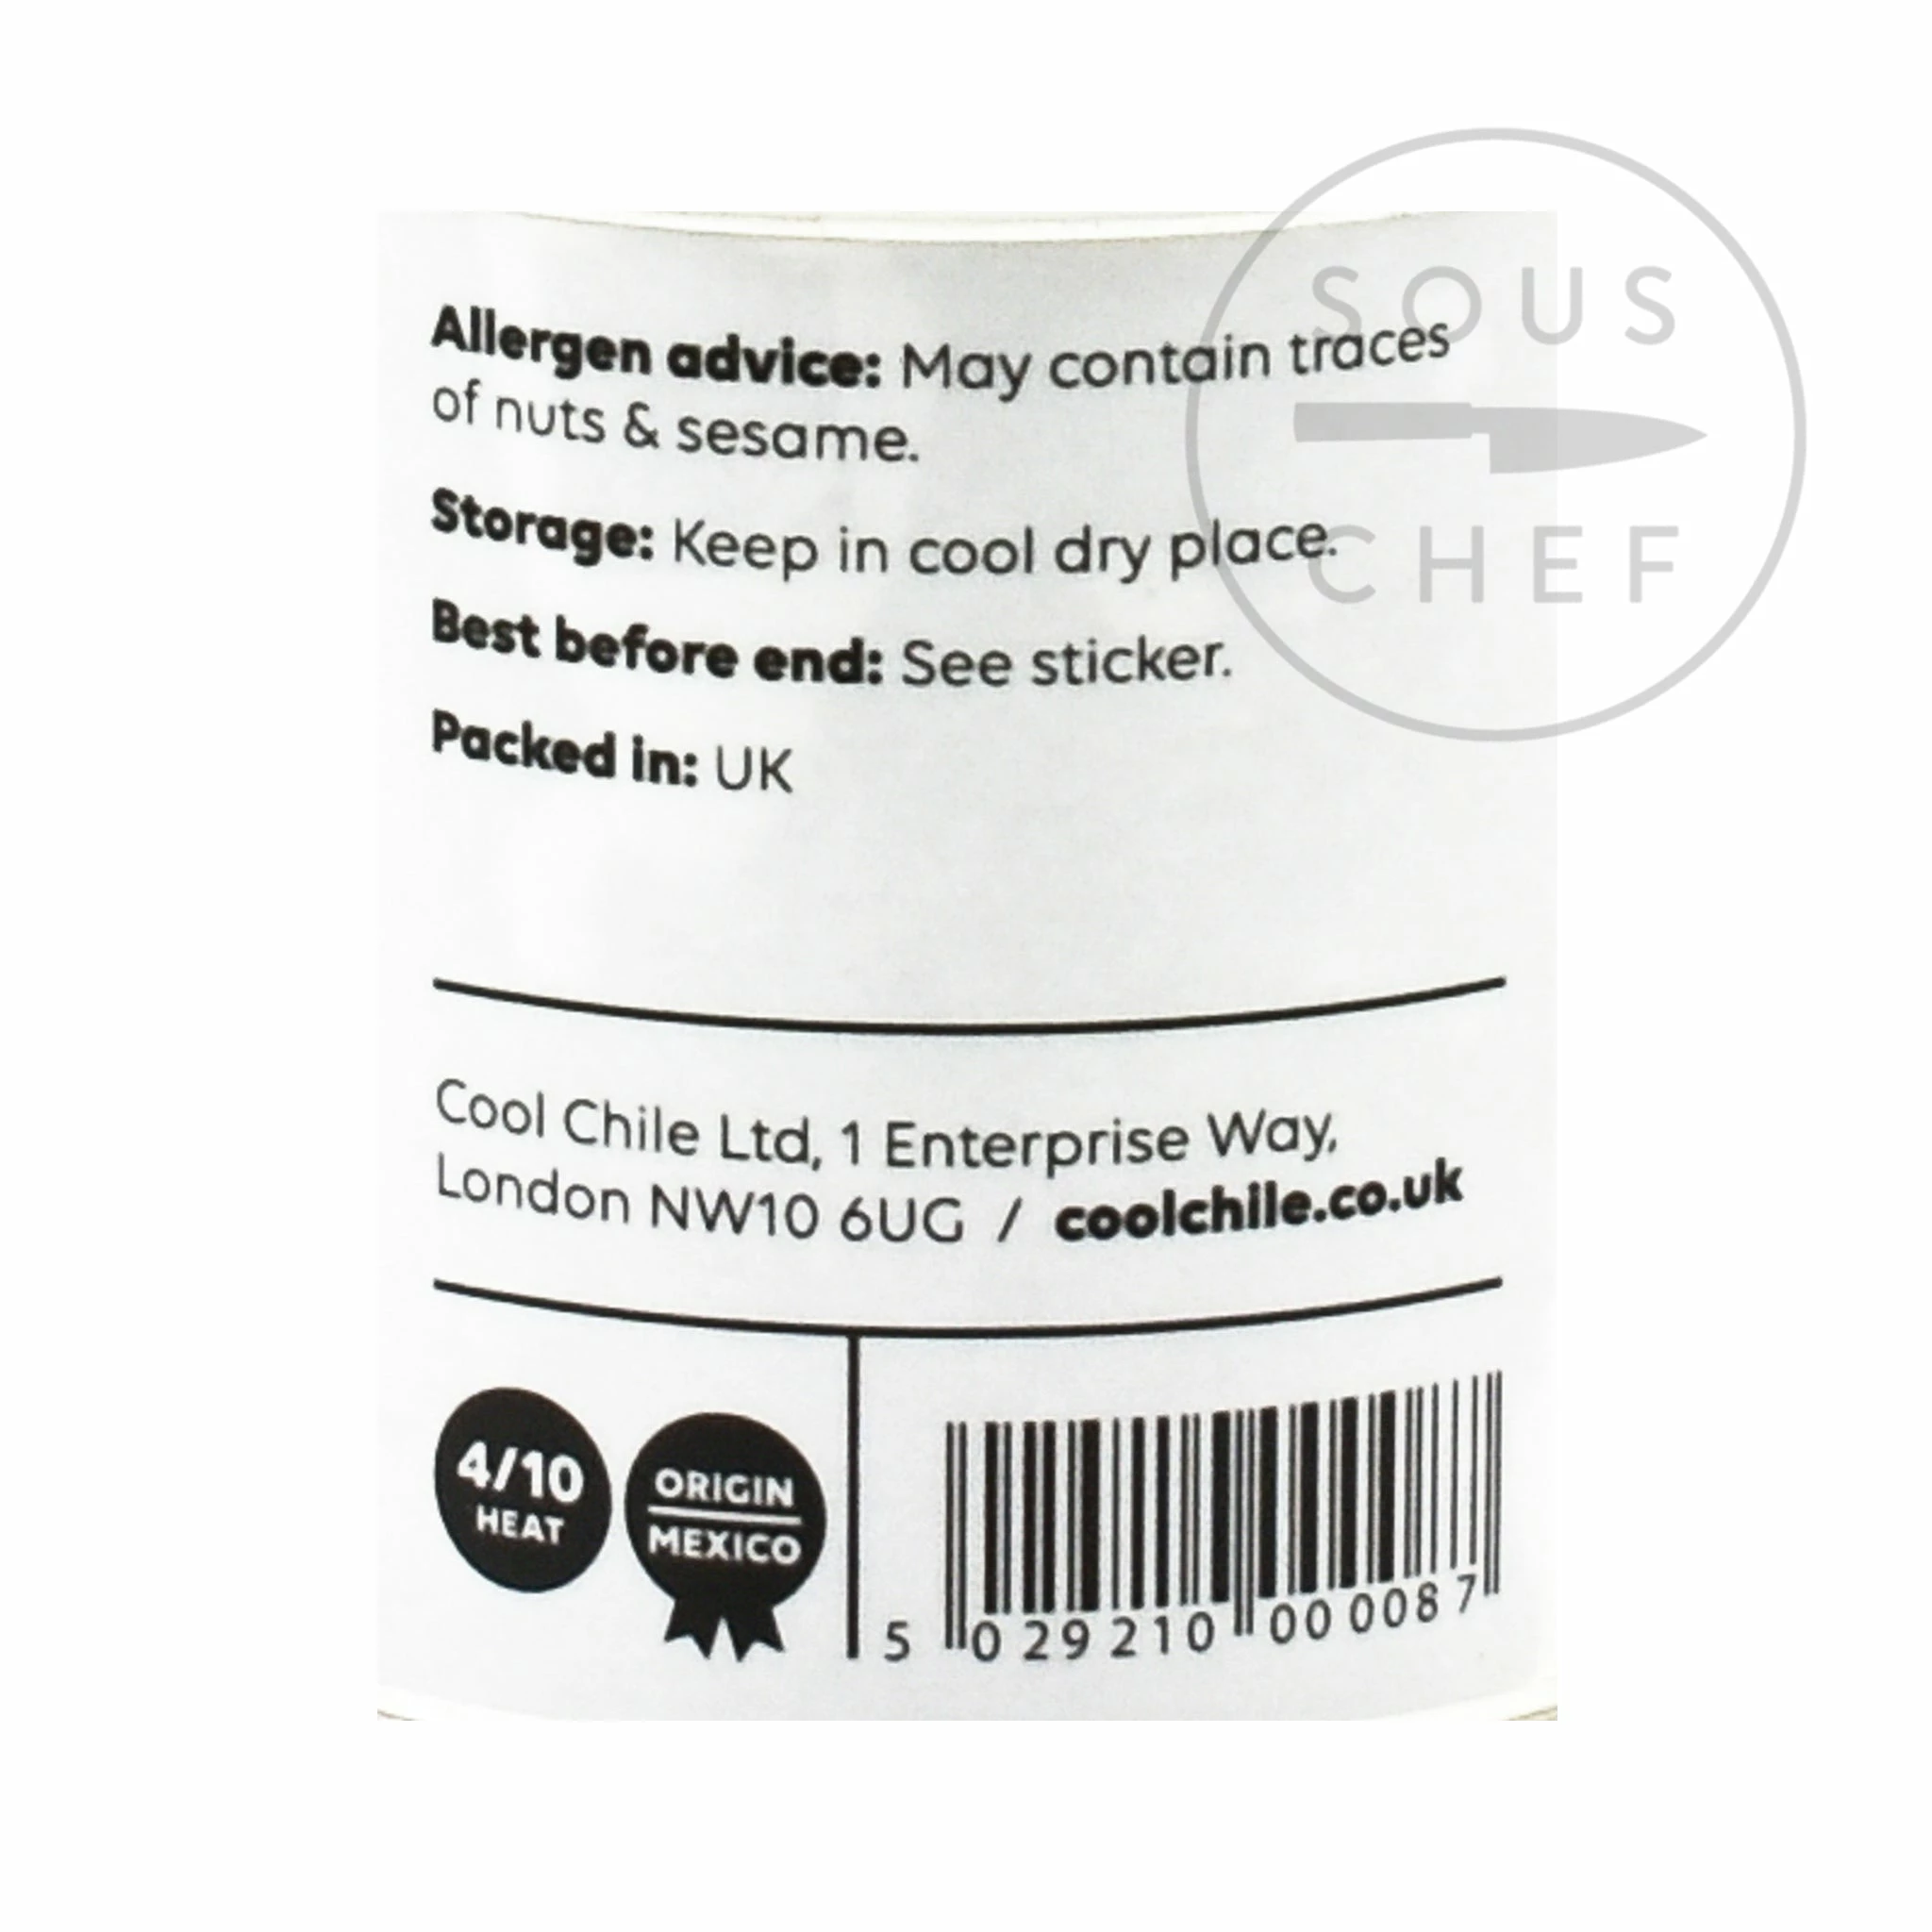 SOUS
CHEF
Allergen advice: May contain traces
of nuts & sesame.
Storage: Keep in cool dry place.
Best before end: See sticker.
Packed in: UK
Cool Chile Ltd, 1 Enterprise Way,
London NW10 6UG / coolchile.co.uk
4/10
HEAT
ORIGIN
MEXICO
5 029210 000087